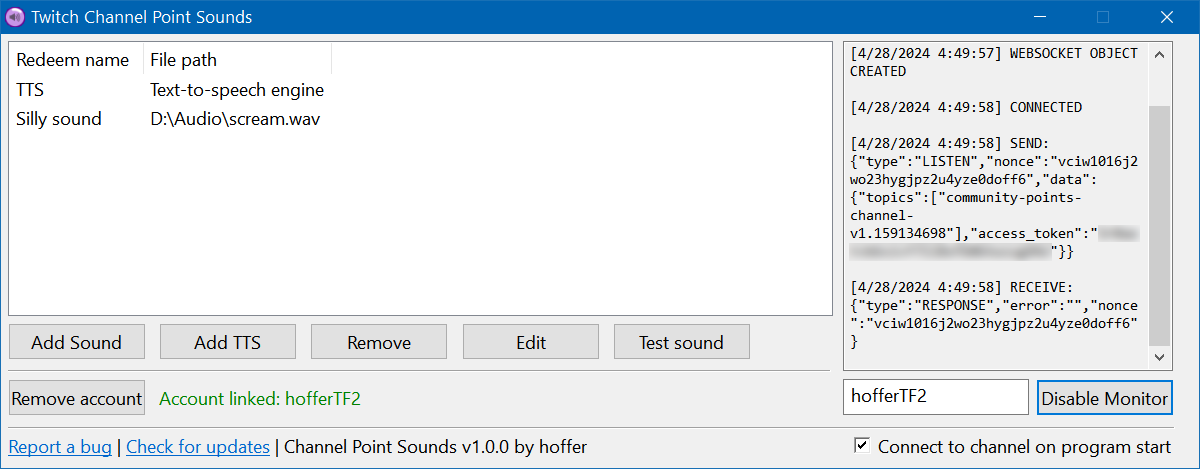 Twitch Channel Point Sounds
Redeem name File path
TTS Text-to-speech engine
Silly sound D:\Audio\scream.wav
Add Sound Add TTS Remove Edit Test sound
Remove account Account linked: hofferTF2
[4/28/2024 4:49:57] WEBSOCKET OBJECT
CREATED
[4/28/2024 4:49:58] CONNECTED
[4/28/2024 4:49:58] SEND:
{"type":"LISTEN","nonce":"vciw1016j2
wo23hygjpz2u4yze0doff6","data":
{"topics":["community-points-
channel-
v1.159134698"],"access_token":"
"}}
[4/28/2024 4:49:58] RECEIVE:
{"type":"RESPONSE","error":"","nonce
":"vciw1016j2wo23hygjpz2u4yze0doff6"
}
hofferTF2 Disable Monitor
Report a bug | Check for updates | Channel Point Sounds v1.0.0 by hoffer
Connect to channel on program start